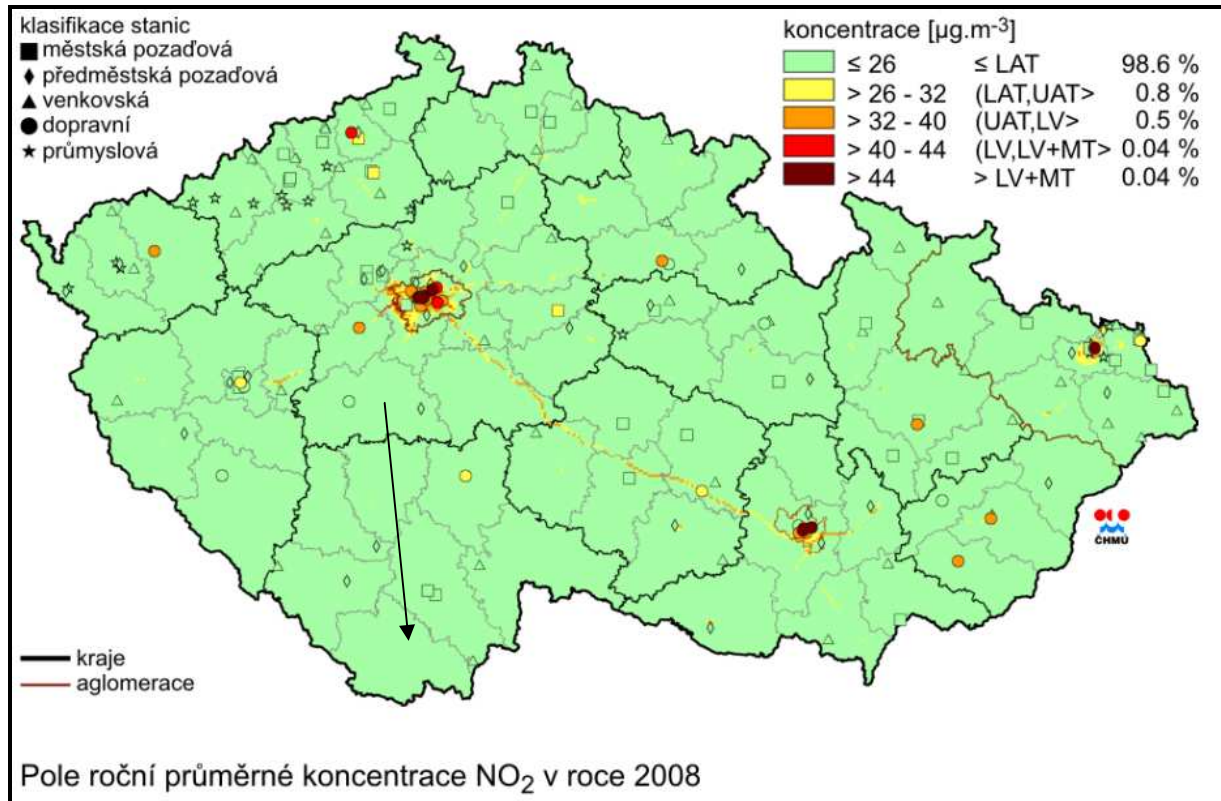 klasifikace stanic
městská pozaďová
předměstská pozaďová
venkovská
dopravní
průmyslová
koncentrace [µg.m-3]
≤ 26 ≤ LAT 98.6 %
> 26 - 32 (LAT,UAT> 0.8 %
> 32 - 40 (UAT,LV> 0.5 %
> 40 - 44 (LV,LV+MT> 0.04 %
> 44 > LV+MT 0.04 %
ČHMÚ
kraje
aglomerace
Pole roční průměrné koncentrace NO2 v roce 2008